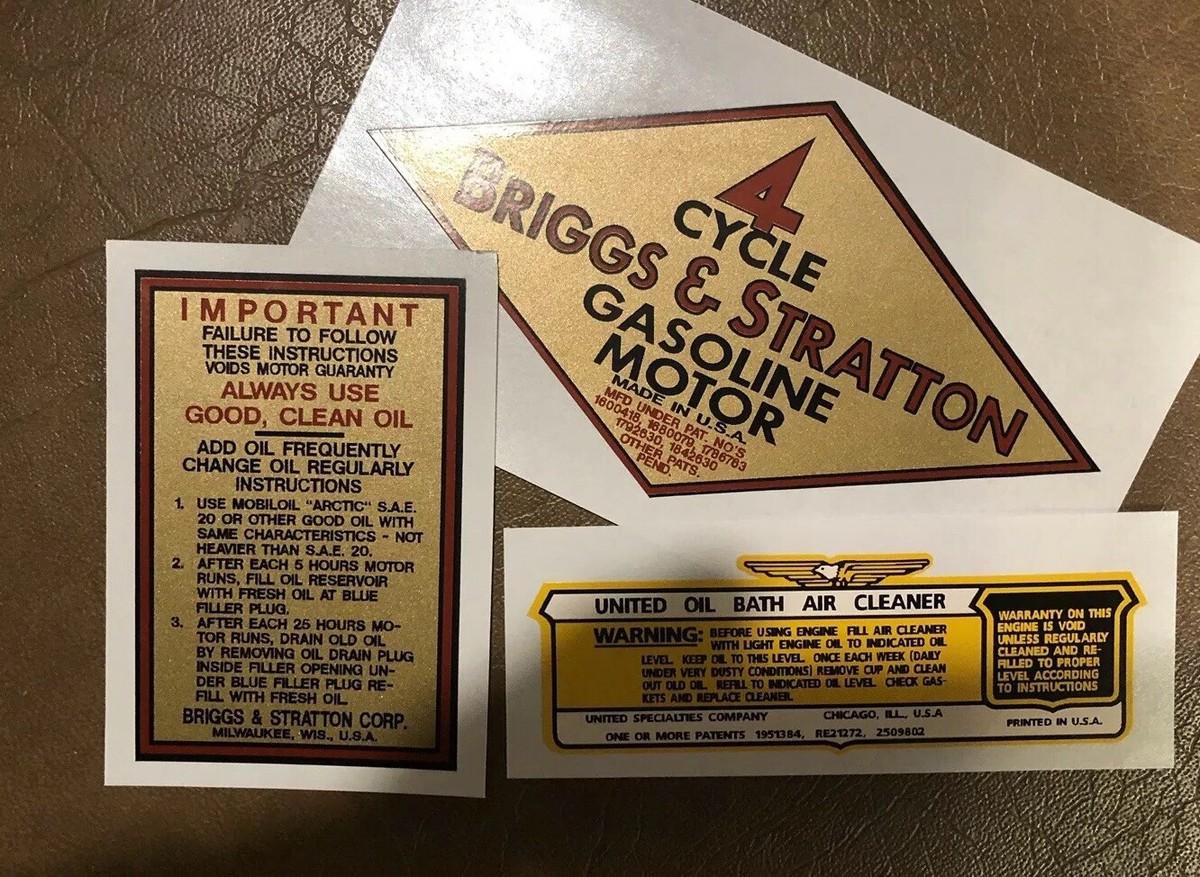 4
CYCLE
BRIGGS & STRATTON
GASOLINE
MOTOR
MADE IN U.S.A.
MFD UNDER PAT. NO'S
1600416, 1660079, 1786763
1792630, 1842630
OTHER PATS.
PEND.
IMPORTANT
FAILURE TO FOLLOW
THESE INSTRUCTIONS
VOIDS MOTOR GUARANTY
ALWAYS USE
GOOD, CLEAN OIL
ADD OIL FREQUENTLY
CHANGE OIL REGULARLY
INSTRUCTIONS
1. USE MOBILOIL "ARCTIC" S.A.E.
20 OR OTHER GOOD OIL WITH
SAME CHARACTERISTICS - NOT
HEAVIER THAN S.A.E. 20.
2. AFTER EACH 5 HOURS MOTOR
RUNS, FILL OIL RESERVOIR
WITH FRESH OIL AT BLUE
FILLER PLUG.
3. AFTER EACH 25 HOURS MO-
TOR RUNS, DRAIN OLD OIL
BY REMOVING OIL DRAIN PLUG
INSIDE FILLER OPENING UN-
DER BLUE FILLER PLUG RE-
FILL WITH FRESH OIL
BRIGGS & STRATTON CORP.
MILWAUKEE, WIS., U.S.A.
UNITED OIL BATH AIR CLEANER
WARNING: BEFORE USING ENGINE FILL AIR CLEANER
WITH LIGHT ENGINE OIL TO INDICATED OIL
LEVEL. KEEP OIL TO THIS LEVEL. ONCE EACH WEEK (DAILY
UNDER VERY DUSTY CONDITIONS) REMOVE CUP AND CLEAN
OUT OLD OIL. REFILL TO INDICATED OIL LEVEL. CHECK GAS-
KETS AND REPLACE CLEANER.
WARRANTY ON THIS
ENGINE IS VOID
UNLESS REGULARLY
CLEANED AND RE-
FILLED TO PROPER
LEVEL ACCORDING
TO INSTRUCTIONS
UNITED SPECIALTIES COMPANY CHICAGO, ILL., U.S.A
ONE OR MORE PATENTS 1951384, RE21272, 2509802
PRINTED IN U.S.A.